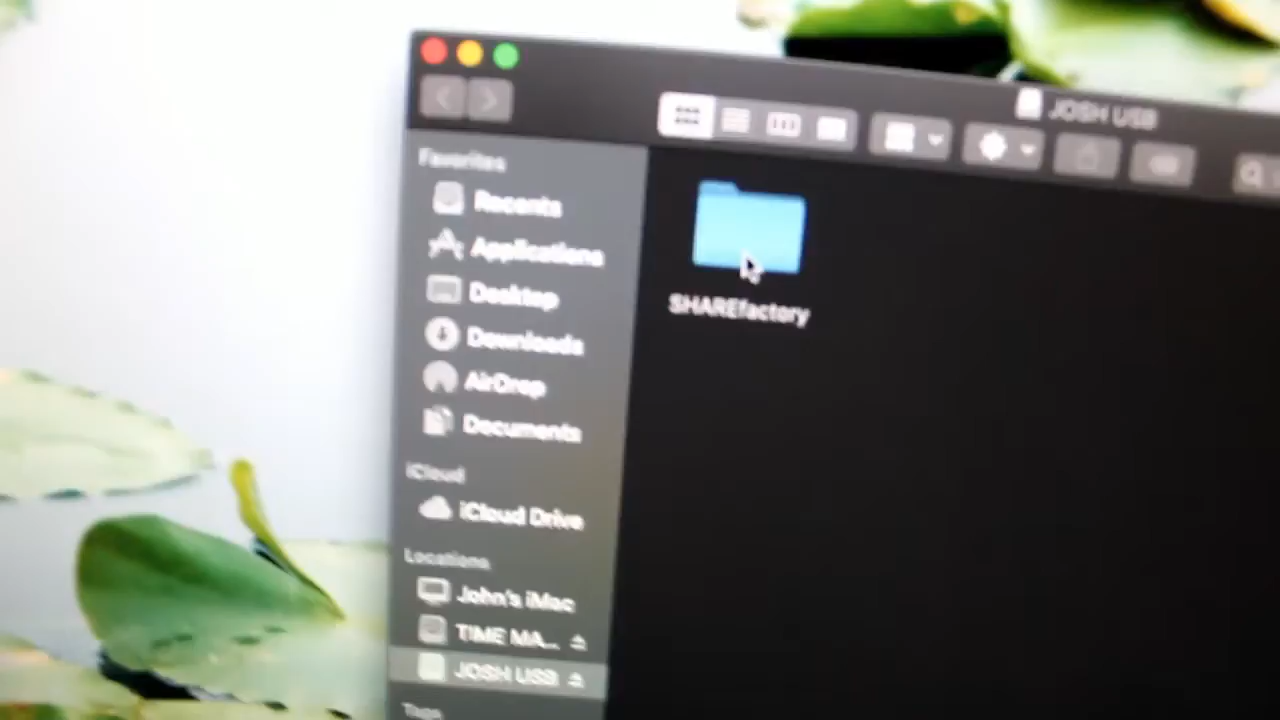 JOSH USB
Favorites
Recents
Applications
Desktop
Downloads
AirDrop
Documents
SHAREfactory
iCloud
iCloud Drive
Locations
John's iMac
TIME MA...
JOSH USB
Tags